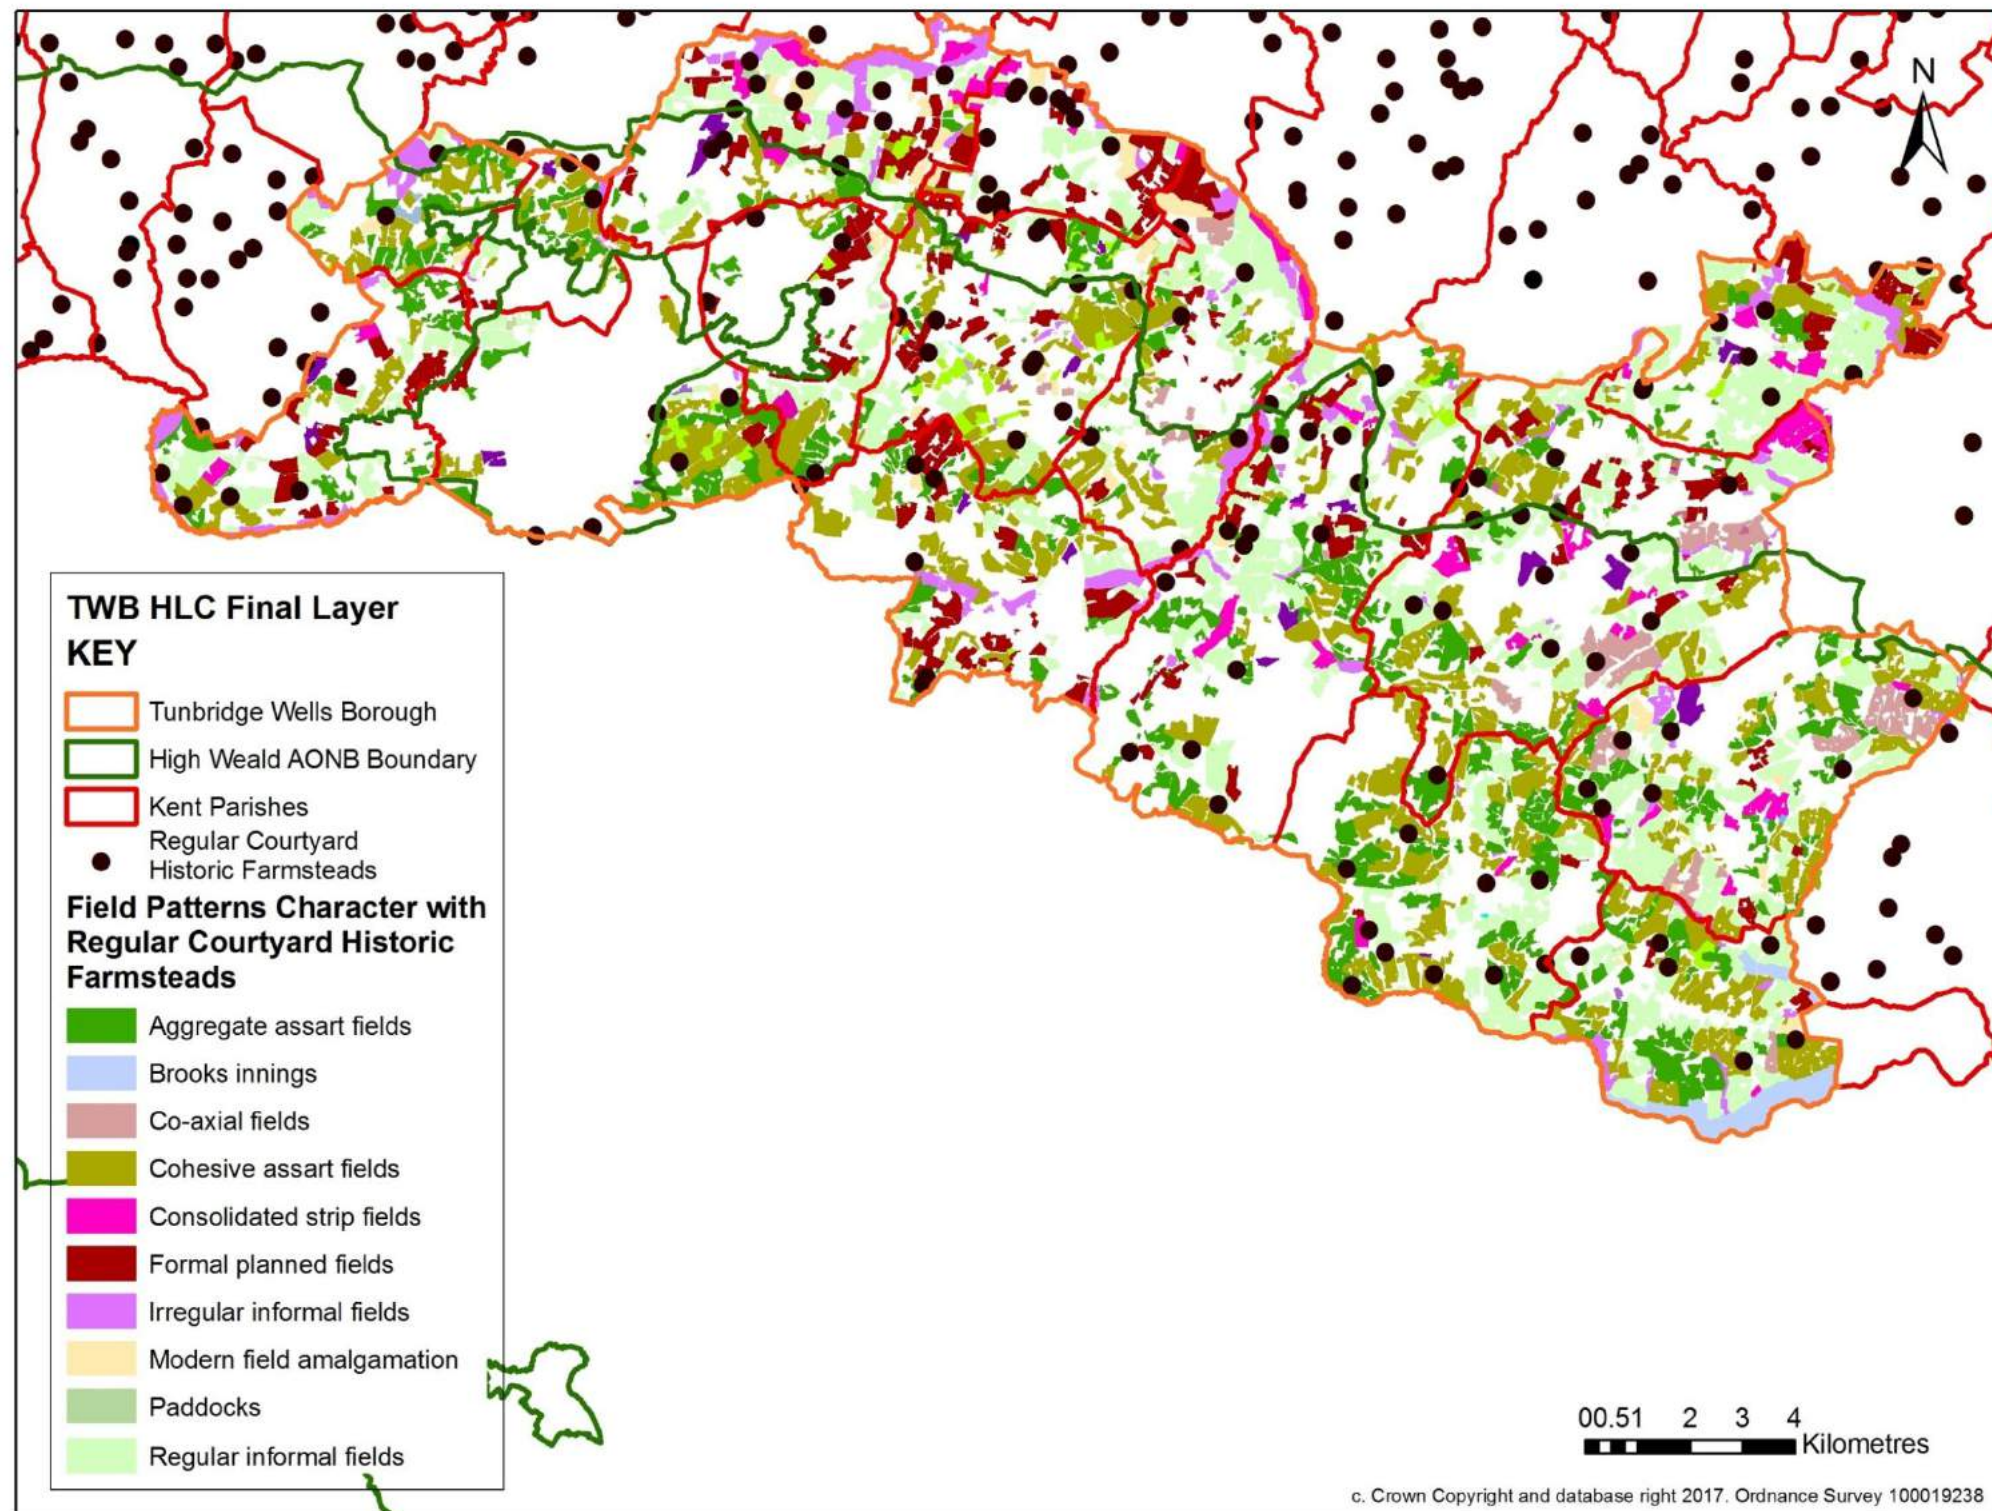 N
TWB HLC Final Layer
KEY
Tunbridge Wells Borough
High Weald AONB Boundary
Kent Parishes
Regular Courtyard
Historic Farmsteads
Field Patterns Character with
Regular Courtyard Historic
Farmsteads
Aggregate assart fields
Brooks innings
Co-axial fields
Cohesive assart fields
Consolidated strip fields
Formal planned fields
Irregular informal fields
Modern field amalgamation
Paddocks
Regular informal fields
00.51 2 3 4
Kilometres
c. Crown Copyright and database right 2017. Ordnance Survey 100019238